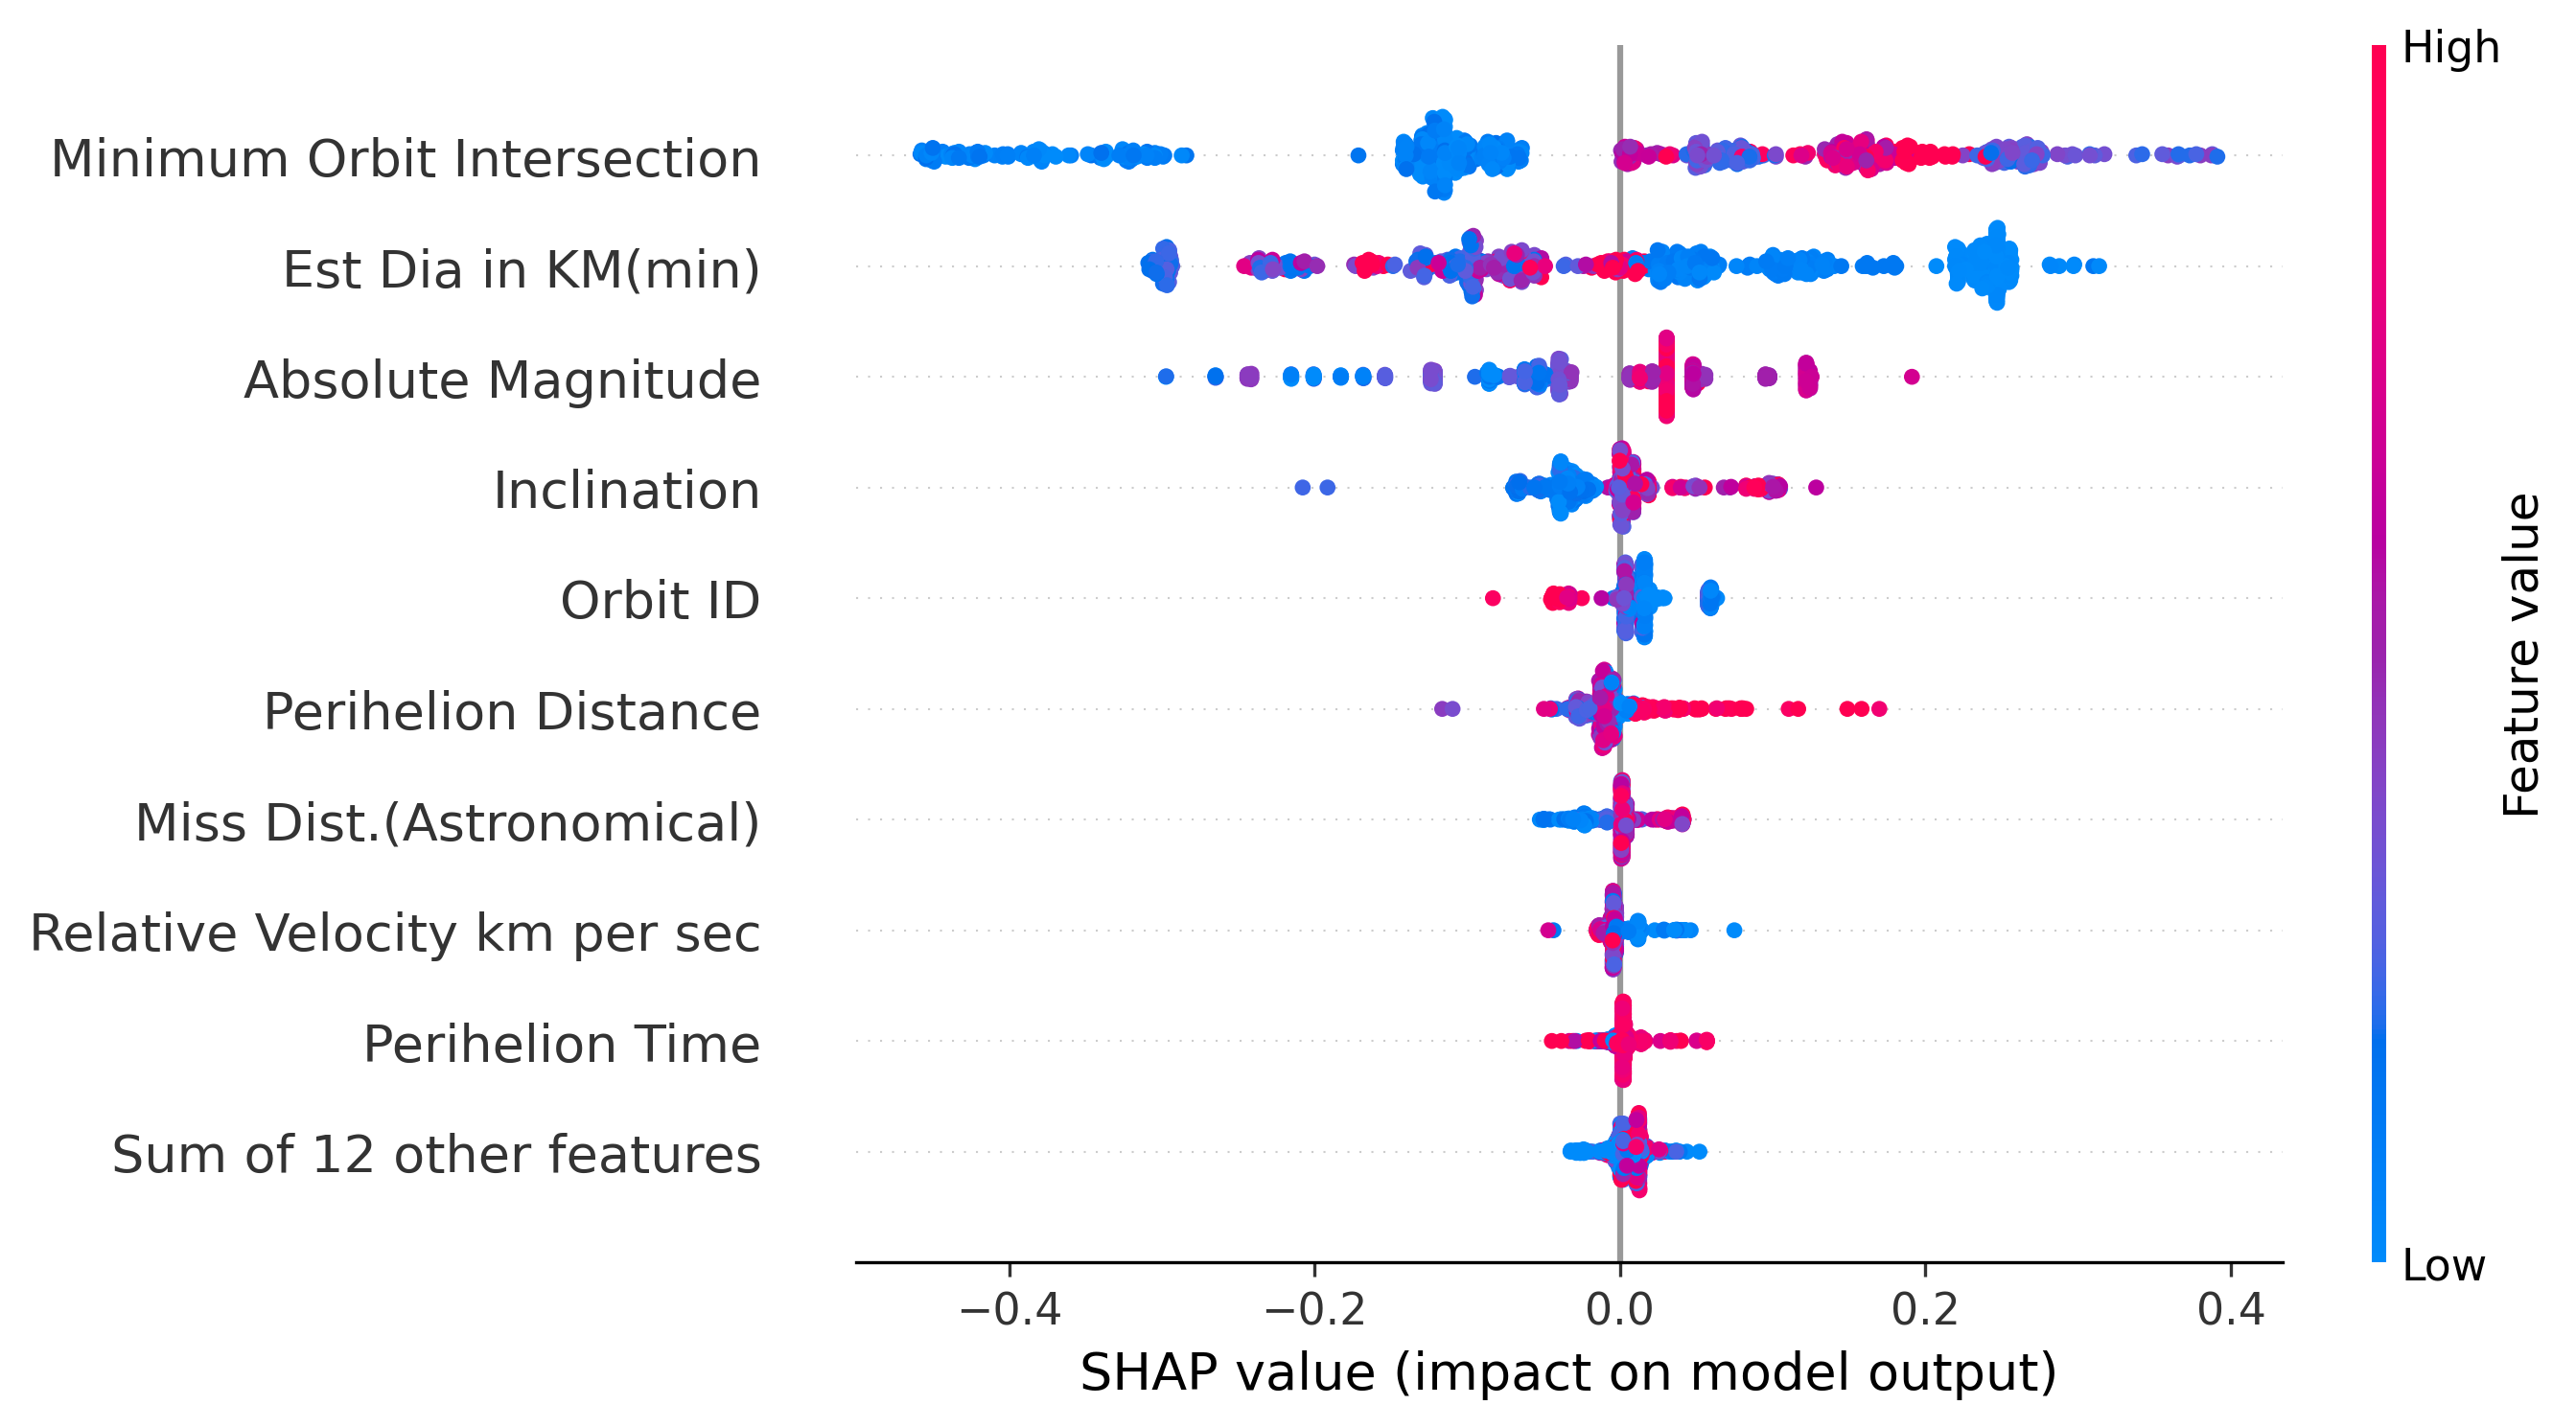 High
Minimum Orbit Intersection
Est Dia in KM(min)
Absolute Magnitude
Inclination
Orbit ID
Perihelion Distance
Miss Dist.(Astronomical)
Relative Velocity km per sec
Perihelion Time
Sum of 12 other features
Feature value
Low
−0.4 −0.2 0.0 0.2 0.4
SHAP value (impact on model output)